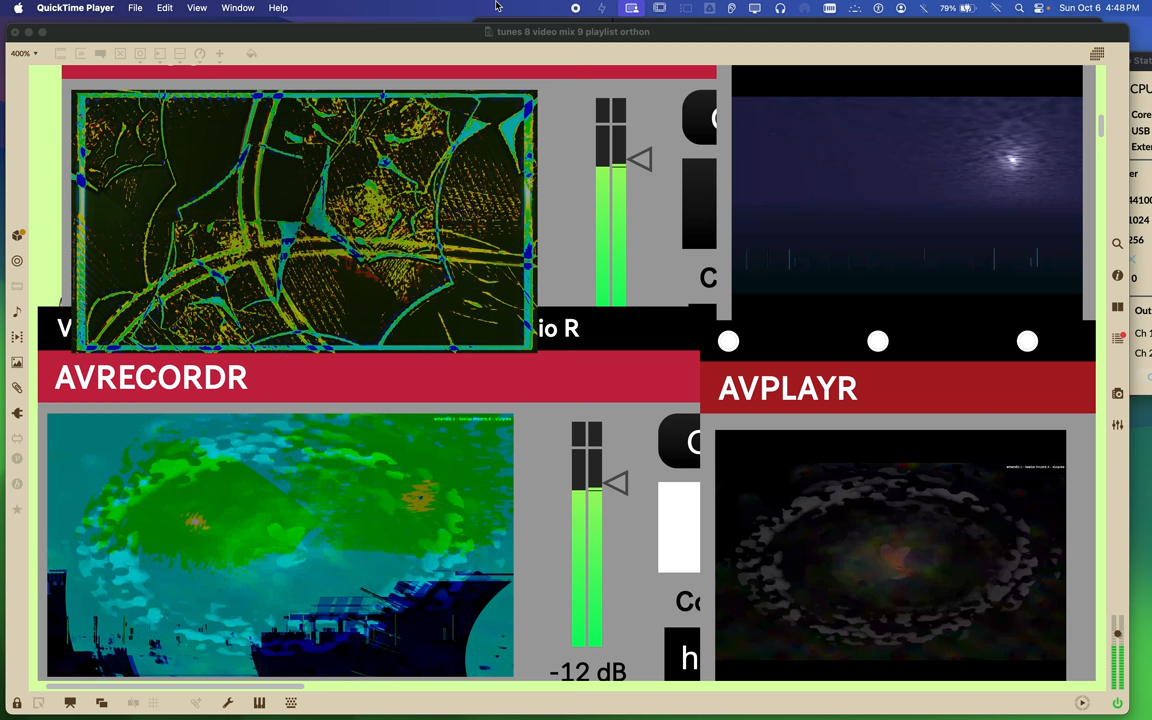 QuickTime Player File Edit View Window Help 79% Sun Oct 6 4:48 PM
tunes 8 video mix 9 playlist orthon
400%
Stat
CPU
Core
USB
Exter
er
44100
1024
256
0
Out
Ch 1
Ch 2
C
C
V io R
AVRECORDR
AVPLAYR
C
Co
h
-12 dB